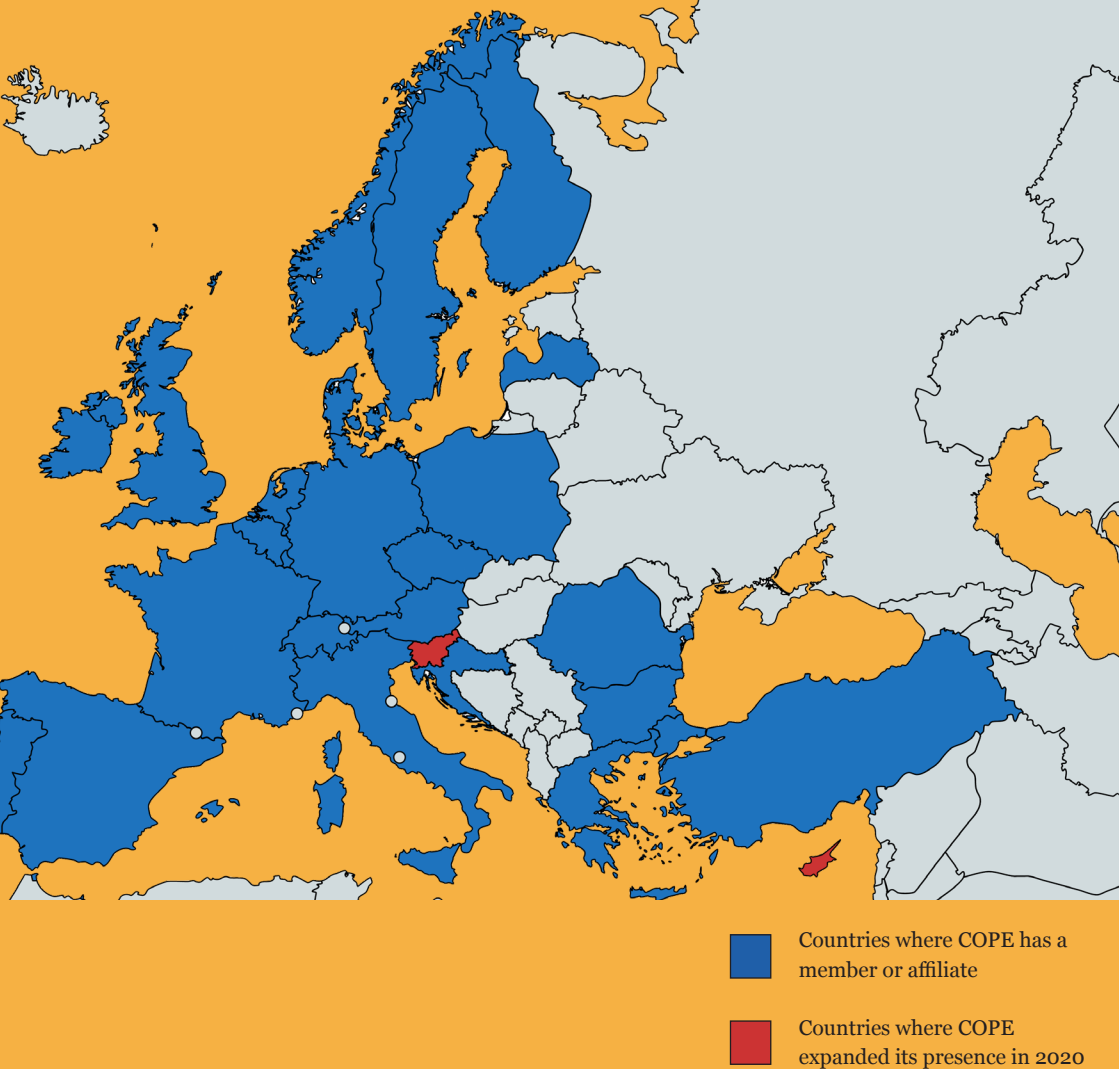 Countries where COPE has a
member or affiliate
Countries where COPE
expanded its presence in 2020